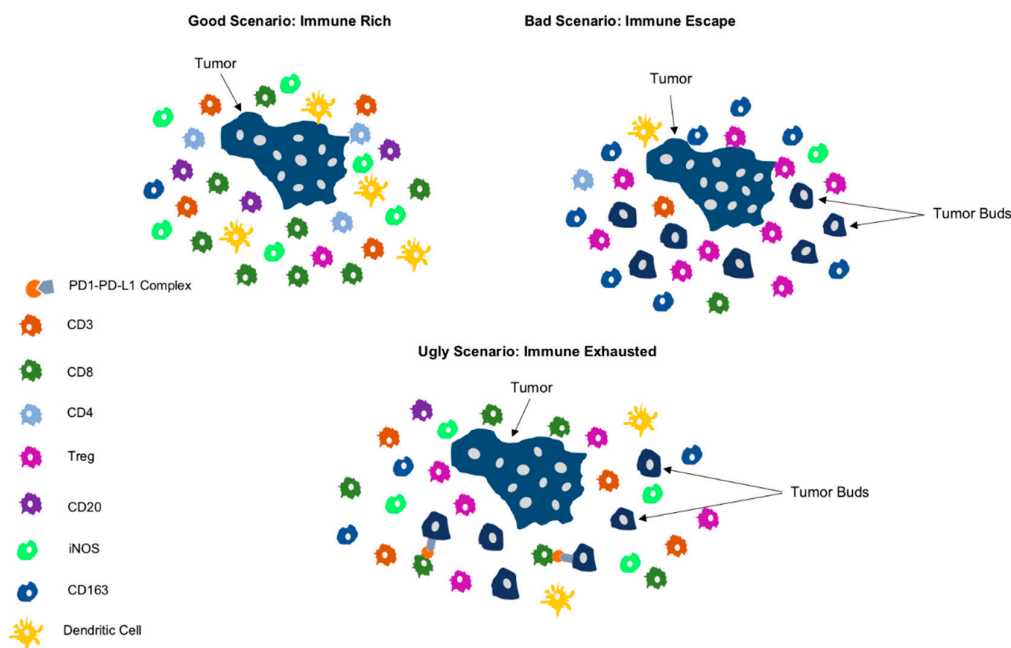 Good Scenario: Immune Rich
Bad Scenario: Immune Escape
Tumor
Tumor
Tumor Buds
PD1-PD-L1 Complex
CD3
CD8
CD4
Treg
CD20
iNOS
CD163
Dendritic Cell
Ugly Scenario: Immune Exhausted
Tumor
Tumor Buds